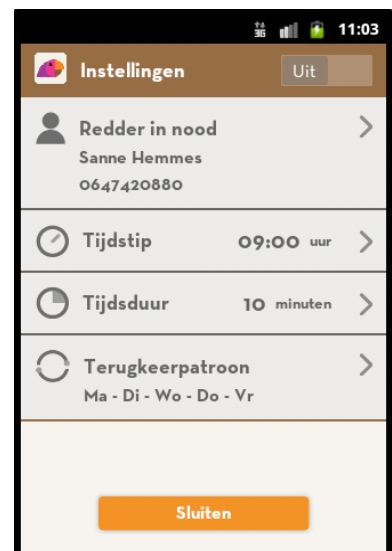 3G 11:03
Instellingen Uit
Redder in nood
Sanne Hemmes
0647420880
Tijdstip 09:00 uur
Tijdsduur 10 minuten
Terugkeerpatroon
Ma - Di - Wo - Do - Vr
Sluiten